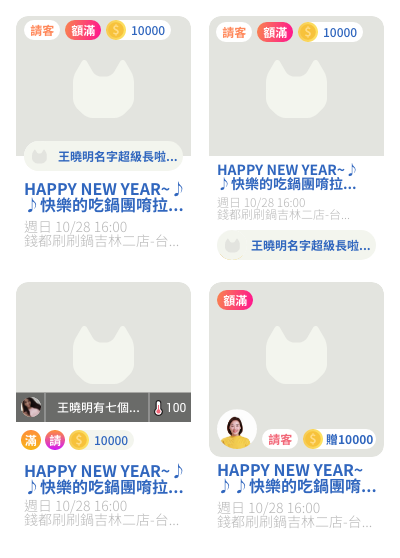 請客 額滿 $ 10000
王曉明名字超級長啦...
HAPPY NEW YEAR~♪
♪快樂的吃鍋團唷拉...
週日 10/28 16:00
錢都刷刷鍋吉林二店-台...
請客 額滿 $ 10000
HAPPY NEW YEAR~♪
♪快樂的吃鍋團唷拉...
週日 10/28 16:00
錢都刷刷鍋吉林二店-台...
王曉明名字超級長啦...
王曉明有七個... 100
滿 請 $ 10000
HAPPY NEW YEAR~♪
♪快樂的吃鍋團唷拉...
週日 10/28 16:00
錢都刷刷鍋吉林二店-台...
額滿
請客 $ 贈10000
HAPPY NEW YEAR~
♪♪快樂的吃鍋團唷...
週日 10/28 16:00
錢都刷刷鍋吉林二店-台...